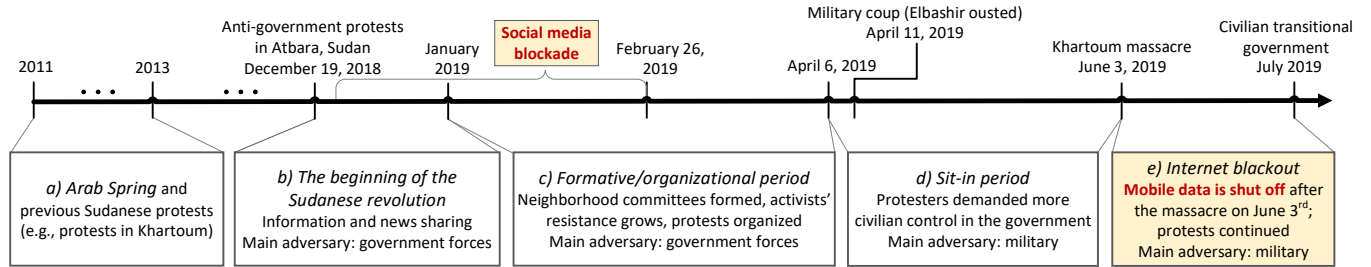 2011
2013
Anti-government protests
in Atbara, Sudan
December 19, 2018
January
2019
Social media
blockade
February 26,
2019
April 6, 2019
Military coup (Elbashir ousted)
April 11, 2019
Khartoum massacre
June 3, 2019
Civilian transitional
government
July 2019
a) Arab Spring and
previous Sudanese protests
(e.g., protests in Khartoum)
b) The beginning of the
Sudanese revolution
Information and news sharing
Main adversary: government forces
c) Formative/organizational period
Neighborhood committees formed, activists'
resistance grows, protests organized
Main adversary: government forces
d) Sit-in period
Protesters demanded more
civilian control in the government
Main adversary: military
e) Internet blackout
Mobile data is shut off after
the massacre on June 3rd;
protests continued
Main adversary: military